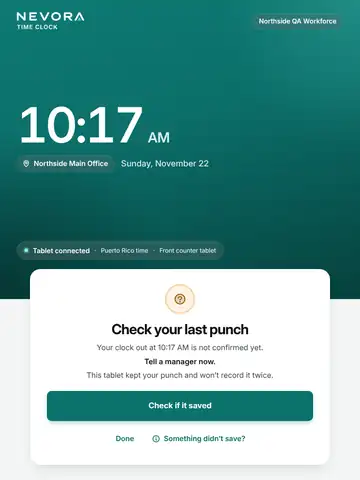 NEVORA
TIME CLOCK
Northside QA Workforce
10:17 AM
Northside Main Office
Sunday, November 22
Tablet connected · Puerto Rico time · Front counter tablet
Check your last punch
Your clock out at 10:17 AM is not confirmed yet.
Tell a manager now.
This tablet kept your punch and won't record it twice.
Check if it saved
Done
Something didn't save?